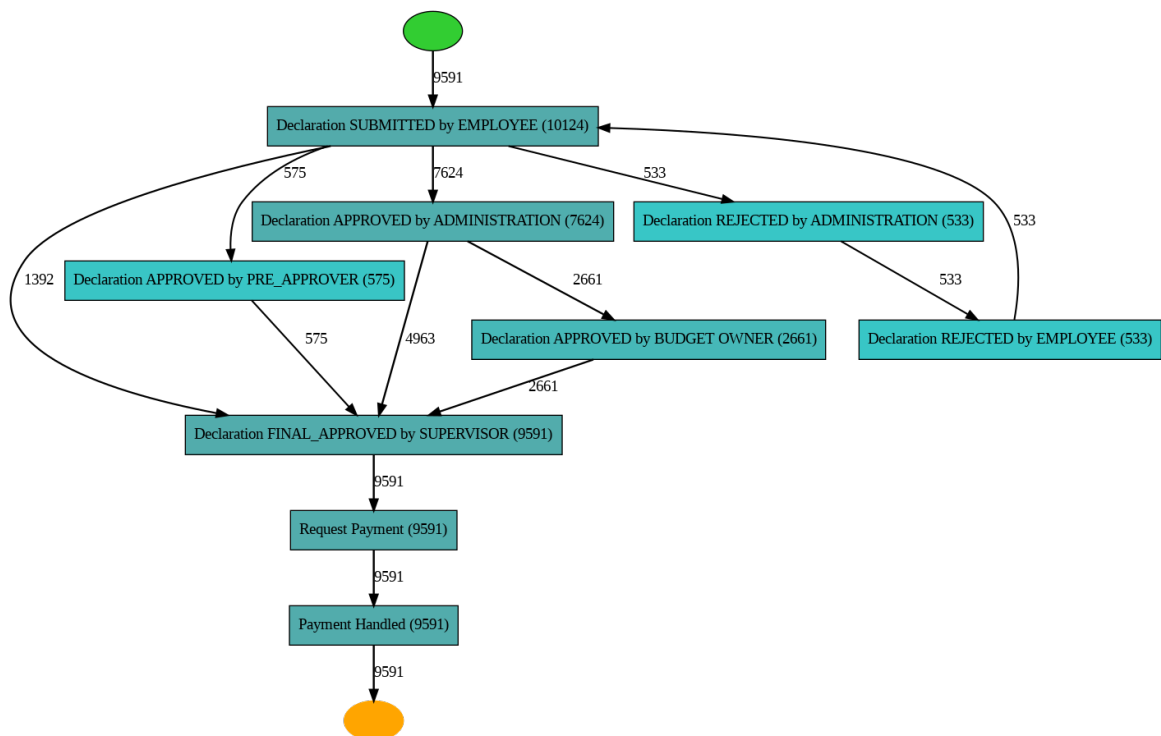 9591
Declaration SUBMITTED by EMPLOYEE (10124)
575
7624
533
Declaration APPROVED by ADMINISTRATION (7624)
Declaration REJECTED by ADMINISTRATION (533)
533
1392
Declaration APPROVED by PRE_APPROVER (575)
2661
533
575
4963
Declaration APPROVED by BUDGET OWNER (2661)
Declaration REJECTED by EMPLOYEE (533)
2661
Declaration FINAL_APPROVED by SUPERVISOR (9591)
9591
Request Payment (9591)
9591
Payment Handled (9591)
9591